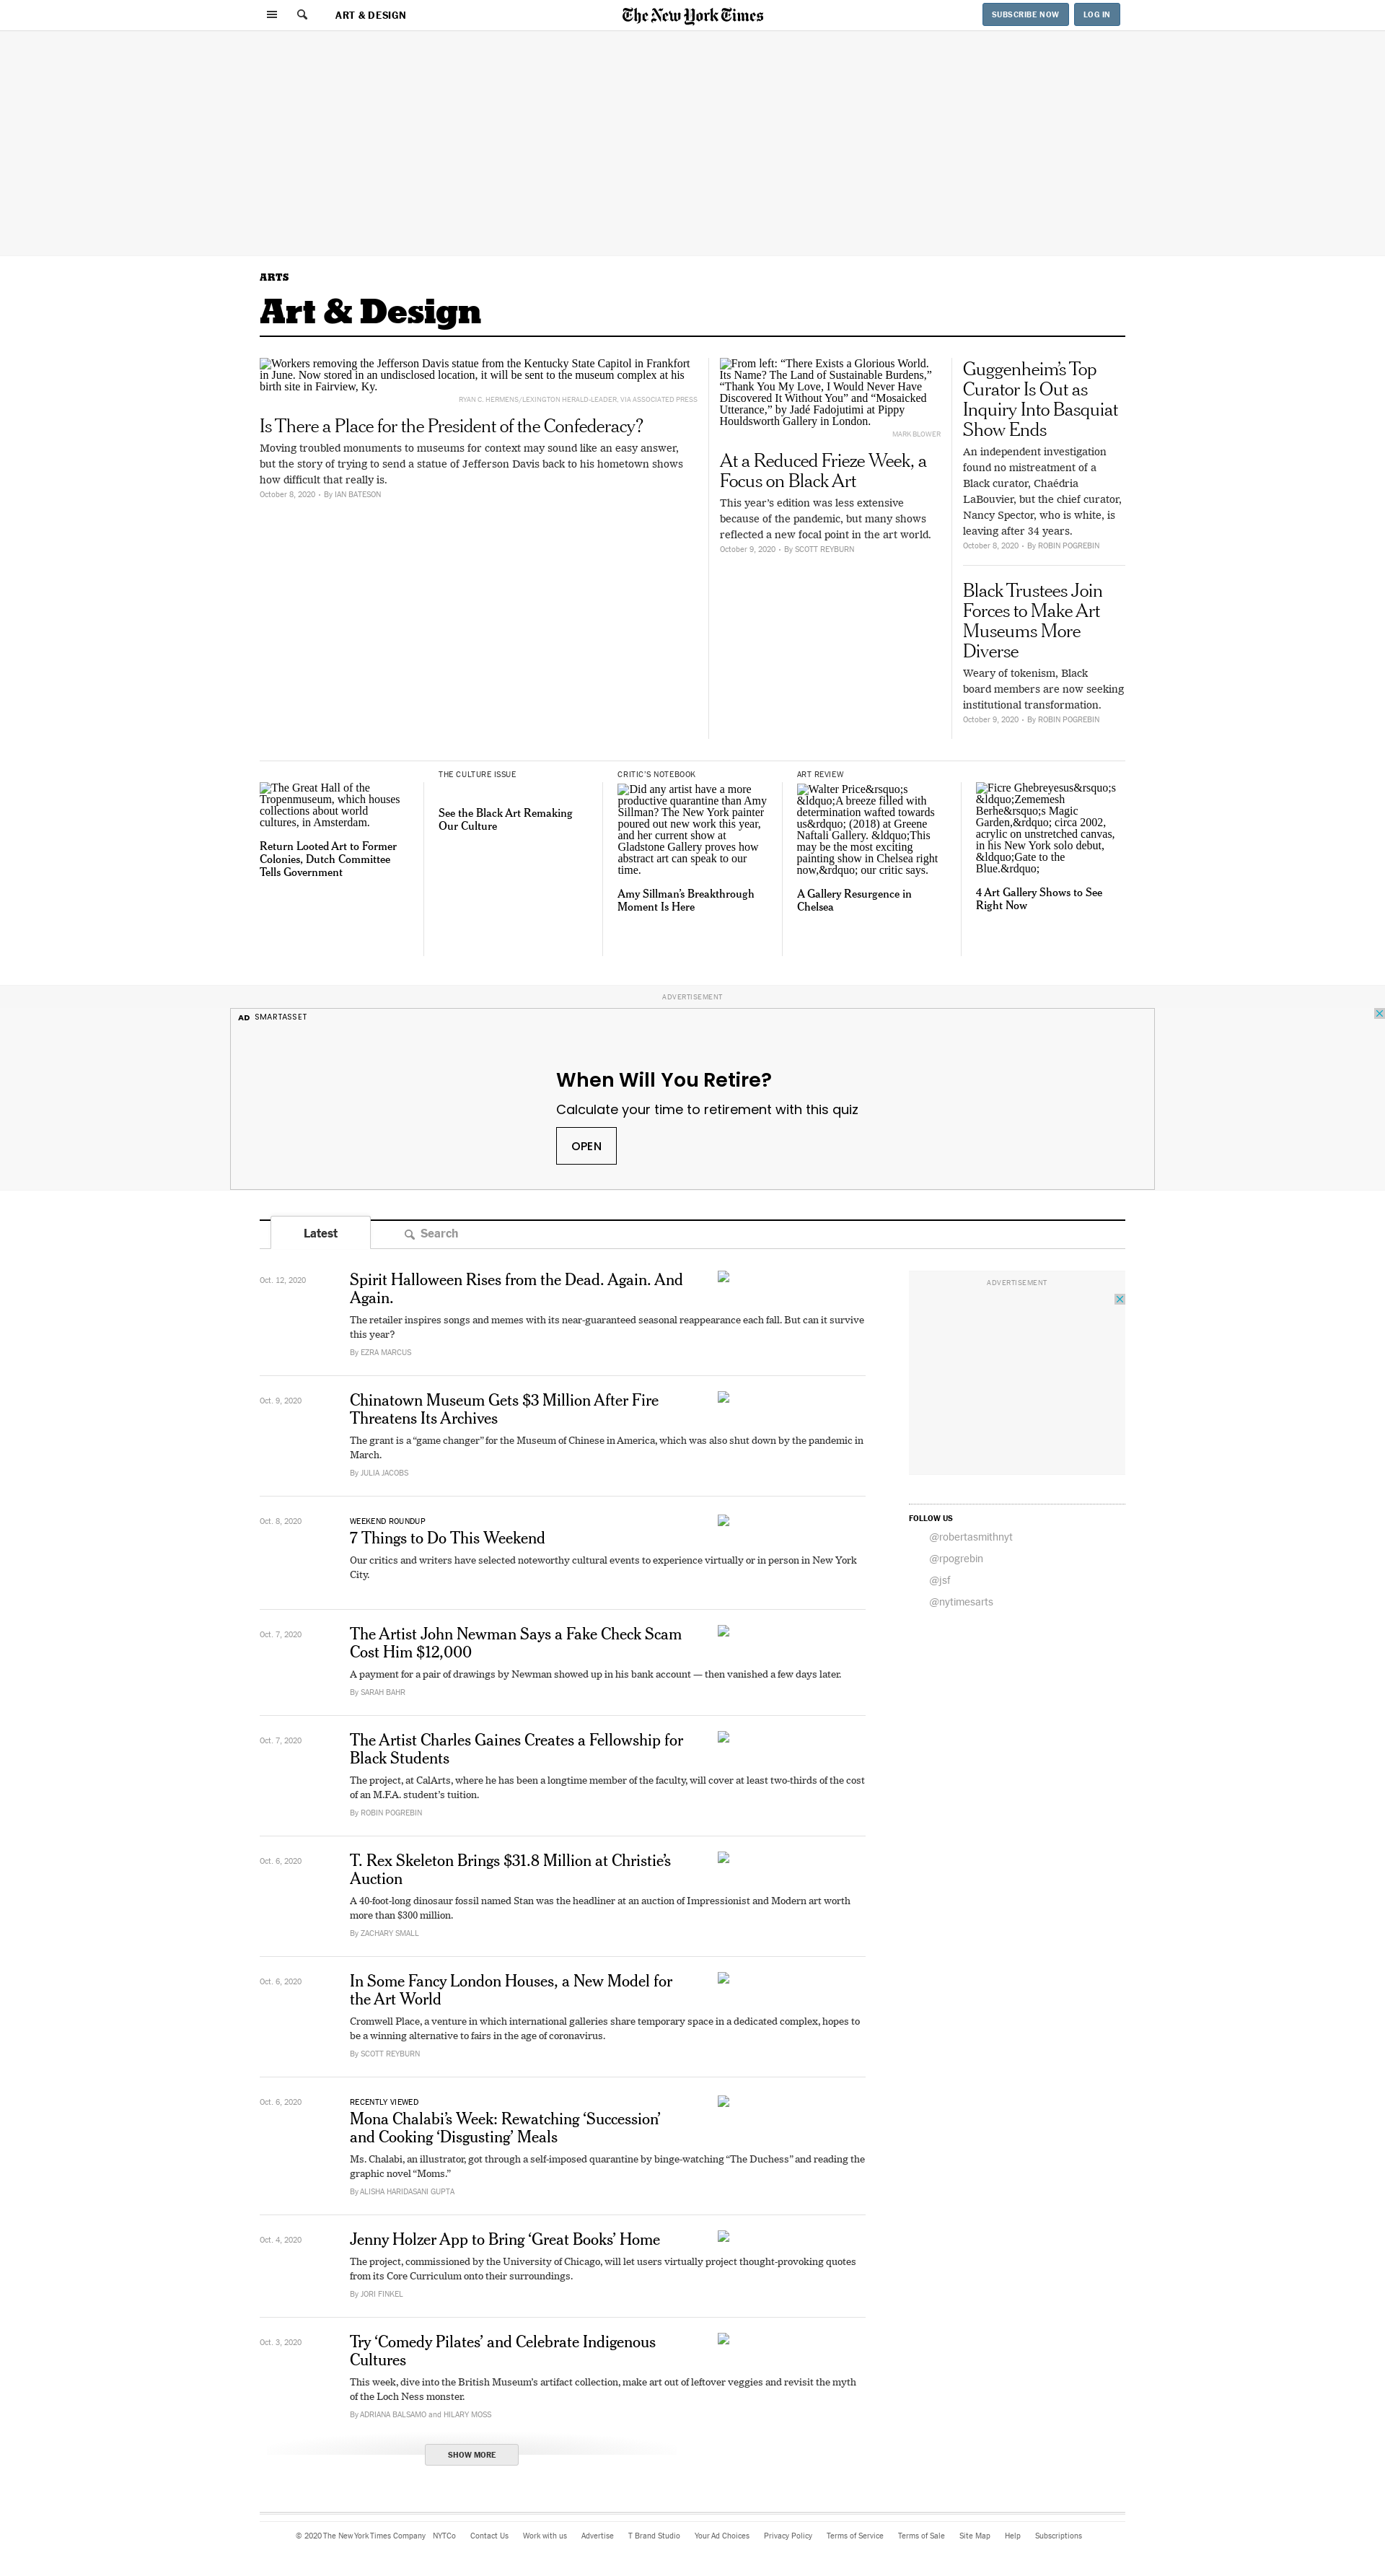 ART & DESIGN
The New York Times
SUBSCRIBE NOW
LOG IN
ARTS
Art & Design
Workers removing the Jefferson Davis statue from the Kentucky State Capitol in Frankfort
in June. Now stored in an undisclosed location, it will be sent to the museum complex at his
birth site in Fairview, Ky.
RYAN C. HERMENS/LEXINGTON HERALD-LEADER, VIA ASSOCIATED PRESS
Is There a Place for the President of the Confederacy?
Moving troubled monuments to museums for context may sound like an easy answer,
but the story of trying to send a statue of Jefferson Davis back to his hometown shows
how difficult that really is.
October 8, 2020 • By IAN BATESON
From left: “There Exists a Glorious World.
Its Name? The Land of Sustainable Burdens,”
“Thank You My Love, I Would Never Have
Discovered It Without You” and “Mosaicked
Utterance,” by Jadé Fadojutimi at Pippy
Houldsworth Gallery in London.
MARK BLOWER
At a Reduced Frieze Week, a
Focus on Black Art
This year’s edition was less extensive
because of the pandemic, but many shows
reflected a new focal point in the art world.
October 9, 2020 • By SCOTT REYBURN
Guggenheim’s Top
Curator Is Out as
Inquiry Into Basquiat
Show Ends
An independent investigation
found no mistreatment of a
Black curator, Chaédria
LaBouvier, but the chief curator,
Nancy Spector, who is white, is
leaving after 34 years.
October 8, 2020 • By ROBIN POGREBIN
Black Trustees Join
Forces to Make Art
Museums More
Diverse
Weary of tokenism, Black
board members are now seeking
institutional transformation.
October 9, 2020 • By ROBIN POGREBIN
The Great Hall of the
Tropenmuseum, which houses
collections about world
cultures, in Amsterdam.
Return Looted Art to Former
Colonies, Dutch Committee
Tells Government
THE CULTURE ISSUE
See the Black Art Remaking
Our Culture
CRITIC’S NOTEBOOK
Did any artist have a more
productive quarantine than Amy
Sillman? The New York painter
poured out new work this year,
and her current show at
Gladstone Gallery proves how
abstract art can speak to our
time.
Amy Sillman’s Breakthrough
Moment Is Here
ART REVIEW
Walter Price&rsquo;s
&ldquo;A breeze filled with
determination wafted towards
us&rdquo; (2018) at Greene
Naftali Gallery. &ldquo;This
may be the most exciting
painting show in Chelsea right
now,&rdquo; our critic says.
A Gallery Resurgence in
Chelsea
Ficre Ghebreyesus&rsquo;s
&ldquo;Zememesh
Berhe&rsquo;s Magic
Garden,&rdquo; circa 2002,
acrylic on unstretched canvas,
in his New York solo debut,
&ldquo;Gate to the
Blue.&rdquo;
4 Art Gallery Shows to See
Right Now
ADVERTISEMENT
AD SMARTASSET
When Will You Retire?
Calculate your time to retirement with this quiz
OPEN
Latest
Search
Oct. 12, 2020
Spirit Halloween Rises from the Dead. Again. And
Again.
The retailer inspires songs and memes with its near-guaranteed seasonal reappearance each fall. But can it survive
this year?
By EZRA MARCUS
Oct. 9, 2020
Chinatown Museum Gets $3 Million After Fire
Threatens Its Archives
The grant is a “game changer” for the Museum of Chinese in America, which was also shut down by the pandemic in
March.
By JULIA JACOBS
Oct. 8, 2020
WEEKEND ROUNDUP
7 Things to Do This Weekend
Our critics and writers have selected noteworthy cultural events to experience virtually or in person in New York
City.
Oct. 7, 2020
The Artist John Newman Says a Fake Check Scam
Cost Him $12,000
A payment for a pair of drawings by Newman showed up in his bank account — then vanished a few days later.
By SARAH BAHR
Oct. 7, 2020
The Artist Charles Gaines Creates a Fellowship for
Black Students
The project, at CalArts, where he has been a longtime member of the faculty, will cover at least two-thirds of the cost
of an M.F.A. student’s tuition.
By ROBIN POGREBIN
Oct. 6, 2020
T. Rex Skeleton Brings $31.8 Million at Christie’s
Auction
A 40-foot-long dinosaur fossil named Stan was the headliner at an auction of Impressionist and Modern art worth
more than $300 million.
By ZACHARY SMALL
Oct. 6, 2020
In Some Fancy London Houses, a New Model for
the Art World
Cromwell Place, a venture in which international galleries share temporary space in a dedicated complex, hopes to
be a winning alternative to fairs in the age of coronavirus.
By SCOTT REYBURN
Oct. 6, 2020
RECENTLY VIEWED
Mona Chalabi’s Week: Rewatching ‘Succession’
and Cooking ‘Disgusting’ Meals
Ms. Chalabi, an illustrator, got through a self-imposed quarantine by binge-watching “The Duchess” and reading the
graphic novel “Moms.”
By ALISHA HARIDASANI GUPTA
Oct. 4, 2020
Jenny Holzer App to Bring ‘Great Books’ Home
The project, commissioned by the University of Chicago, will let users virtually project thought-provoking quotes
from its Core Curriculum onto their surroundings.
By JORI FINKEL
Oct. 3, 2020
Try ‘Comedy Pilates’ and Celebrate Indigenous
Cultures
This week, dive into the British Museum’s artifact collection, make art out of leftover veggies and revisit the myth
of the Loch Ness monster.
By ADRIANA BALSAMO and HILARY MOSS
SHOW MORE
ADVERTISEMENT
FOLLOW US
@robertasmithnyt
@rpogrebin
@jsf
@nytimesarts
© 2020 The New York Times Company NYTCo Contact Us Work with us Advertise T Brand Studio Your Ad Choices Privacy Policy Terms of Service Terms of Sale Site Map Help Subscriptions